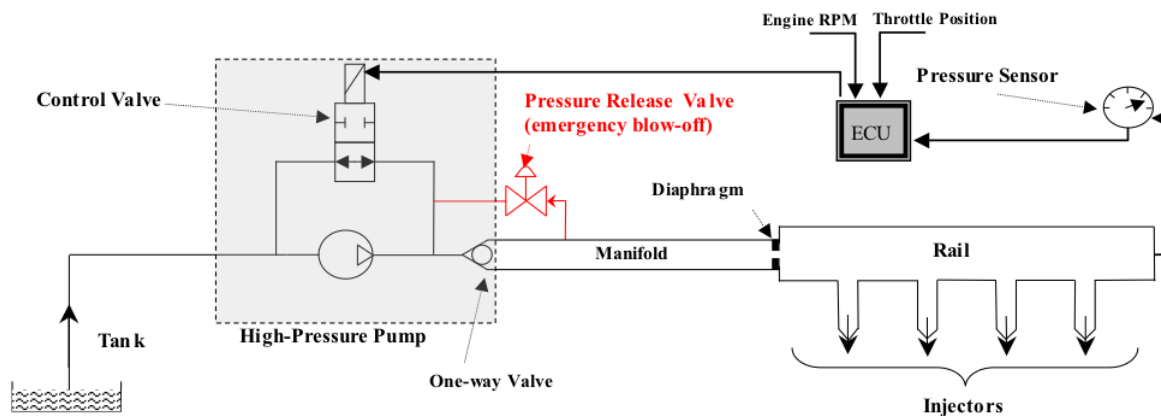 Engine RPM
Throttle Position
Pressure Sensor
Control Valve
Pressure Release Valve
(emergency blow-off)
ECU
Diaphragm
Manifold
Rail
Tank
High-Pressure Pump
One-way Valve
Injectors